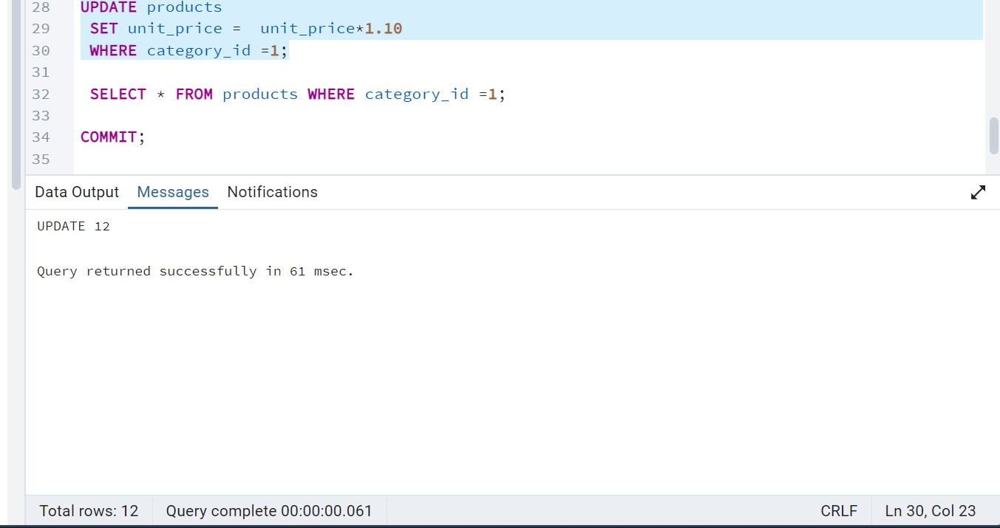 28 UPDATE products
29 SET unit_price =  unit_price*1.10
30 WHERE category_id =1;
31
32 SELECT * FROM products WHERE category_id =1;
33
34 COMMIT;
35
Data Output Messages Notifications
UPDATE 12
Query returned successfully in 61 msec.
Total rows: 12 Query complete 00:00:00.061 CRLF Ln 30, Col 23